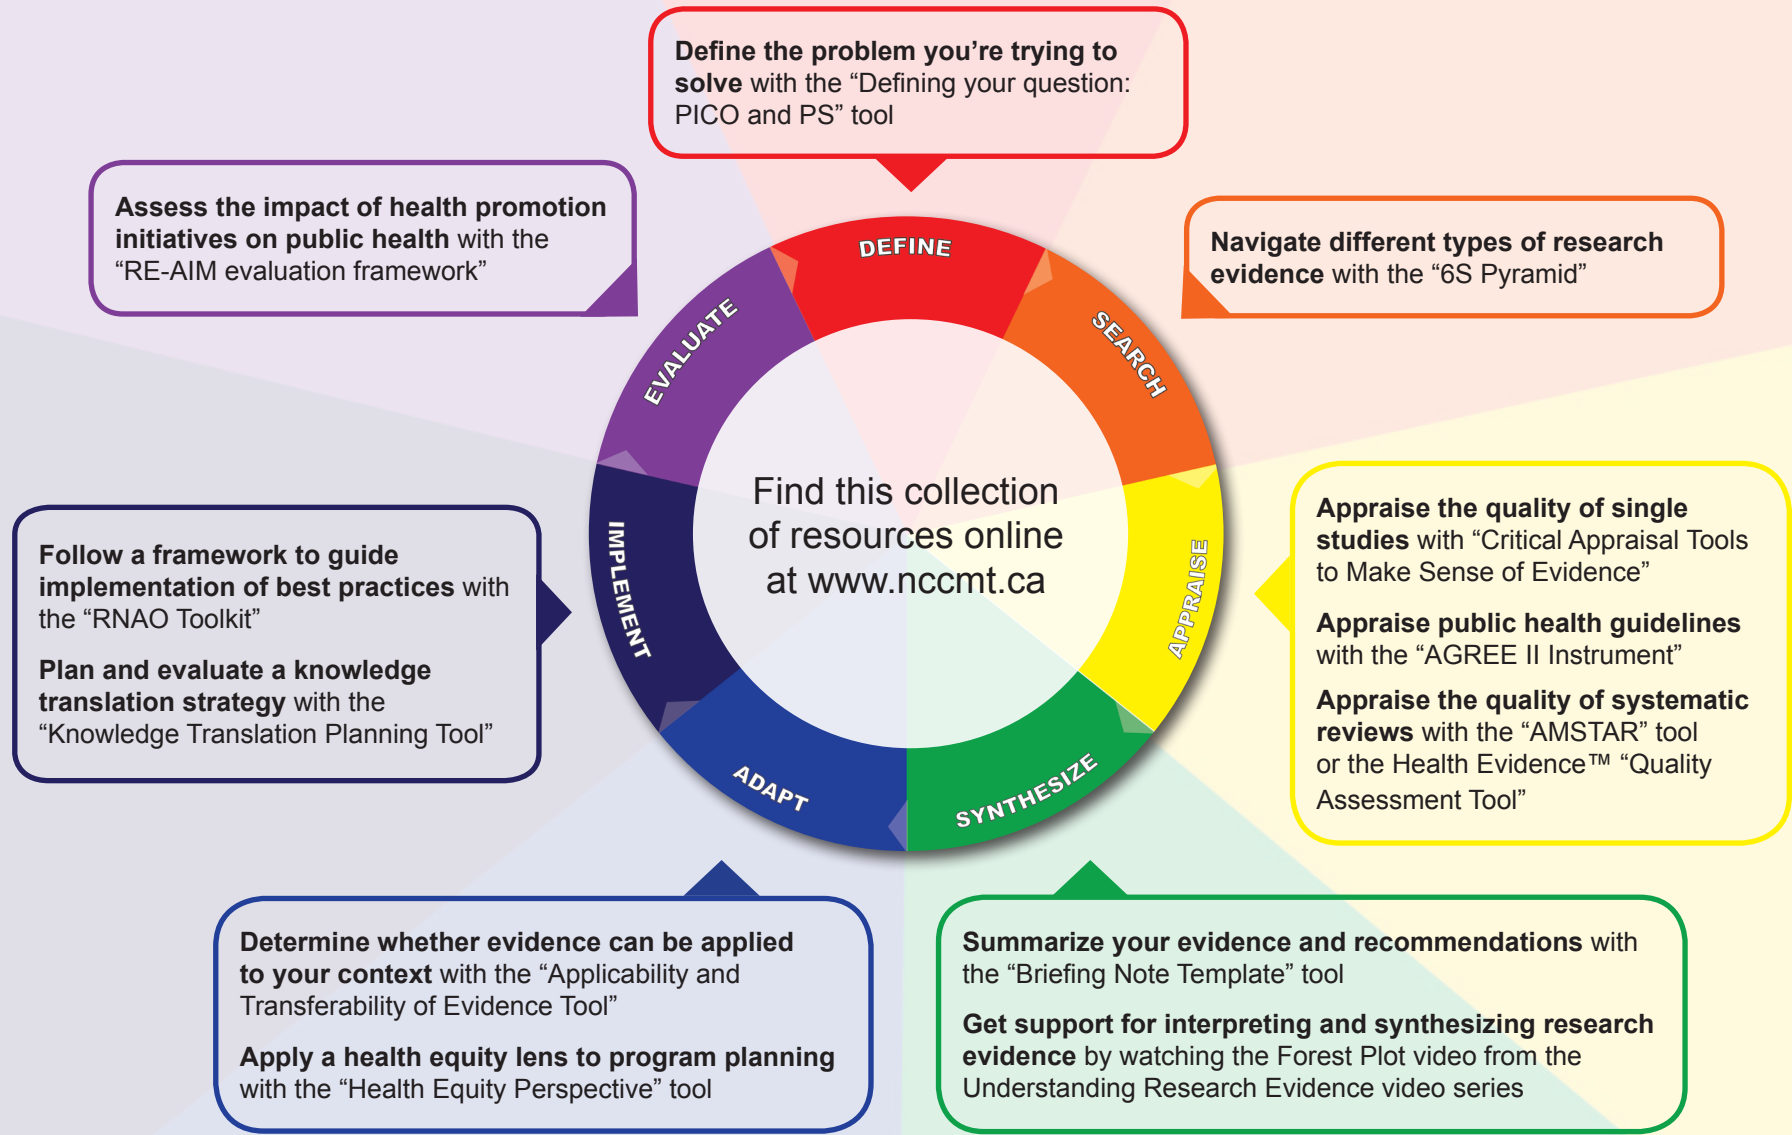 Define the problem you're trying to
solve with the “Defining your question:
PICO and PS” tool
Assess the impact of health promotion
initiatives on public health with the
“RE-AIM evaluation framework”
Navigate different types of research
evidence with the “6S Pyramid”
DEFINE
SEARCH
APPRAISE
SYNTHESIZE
ADAPT
IMPLEMENT
EVALUATE
Find this collection
of resources online
at www.nccmt.ca
Appraise the quality of single
studies with “Critical Appraisal Tools
to Make Sense of Evidence”
Appraise public health guidelines
with the “AGREE II Instrument”
Appraise the quality of systematic
reviews with the “AMSTAR” tool
or the Health Evidence™ “Quality
Assessment Tool”
Follow a framework to guide
implementation of best practices with
the “RNAO Toolkit”
Plan and evaluate a knowledge
translation strategy with the
“Knowledge Translation Planning Tool”
Determine whether evidence can be applied
to your context with the “Applicability and
Transferability of Evidence Tool”
Apply a health equity lens to program planning
with the “Health Equity Perspective” tool
Summarize your evidence and recommendations with
the “Briefing Note Template” tool
Get support for interpreting and synthesizing research
evidence by watching the Forest Plot video from the
Understanding Research Evidence video series